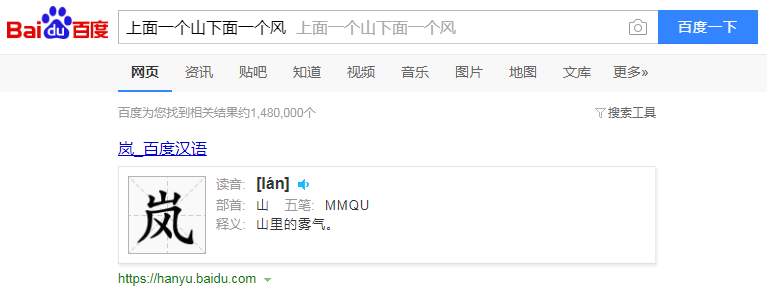 Bai du 百度 上面一个山下面一个风 上面一个山下面一个风 百度一下
网页 资讯 贴吧 知道 视频 音乐 图片 地图 文库 更多»
百度为您找到相关结果约1,480,000个 搜索工具
岚_百度汉语
岚
读音: [lán]
部首: 山 五笔: MMQU
释义: 山里的雾气。
https://hanyu.baidu.com